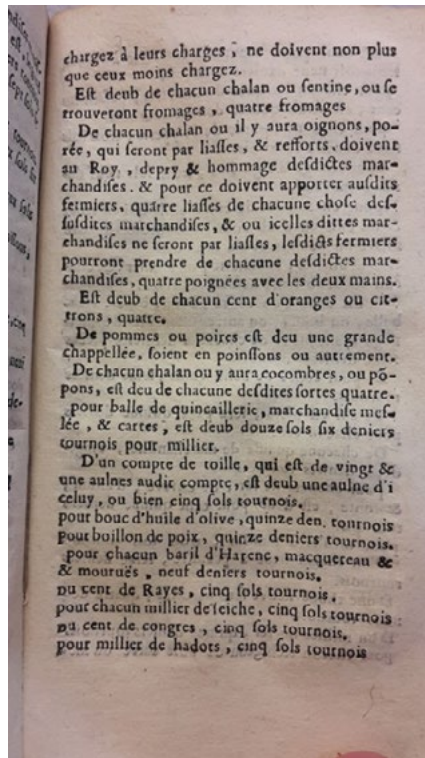 chargez à leurs charges, ne doivent non plus
que ceux moins chargez.
Eſt deub de chacun chalan ou ſentine, ou ſe
trouveront fromages, quatre fromages
De chacun chalan ou il y aura oignons, po-
rée, qui ſeront par liaſſes, & reſforts, doivent
au Roy, depry & hommage deſdictes mar-
chandiſes. & pour ce doivent apporter auſdits
fermiers, quatre liaſſes de chacune choſe deſ-
ſuſdites marchandiſes, & ou icelles dittes mar-
chandiſes ne ſeront par liaſſes, leſdicts fermiers
pourront prendre de chacune deſdictes mar-
chandiſes, quatre poignées avec les deux mains.
Eſt deub de chacun cent d'oranges ou cit-
trons, quatre.
De pommes ou poires eſt deu une grande
chappellée, ſoient en poinſſons ou autrement.
De chacun chalan ou y aura cocombres, ou põ-
pons, eſt deu de chacune deſdites ſortes quatre.
pour balle de quincaillerie, marchandiſe meſ-
lée, & cartes, eſt deub douze ſols ſix deniers
tournois pour millier.
D'un compte de toille, qui eſt de vingt &
une aulnes audit compte, eſt deub une aulne d'i
celuy, ou bien cinq ſols tournois.
pour bouc d'huile d'olive, quinze den. tournois
pour boillon de poix, quinze deniers tournois.
pour chacun baril d'Harenc, macquereau &
& mouruës, neuf deniers tournois.
Du cent de Rayes, cinq ſols tournois.
pour chacun millier de ſeiche, cinq ſols tournois
Du cent de congres, cinq ſols tournois.
pour millier de hadots, cinq ſols tournois